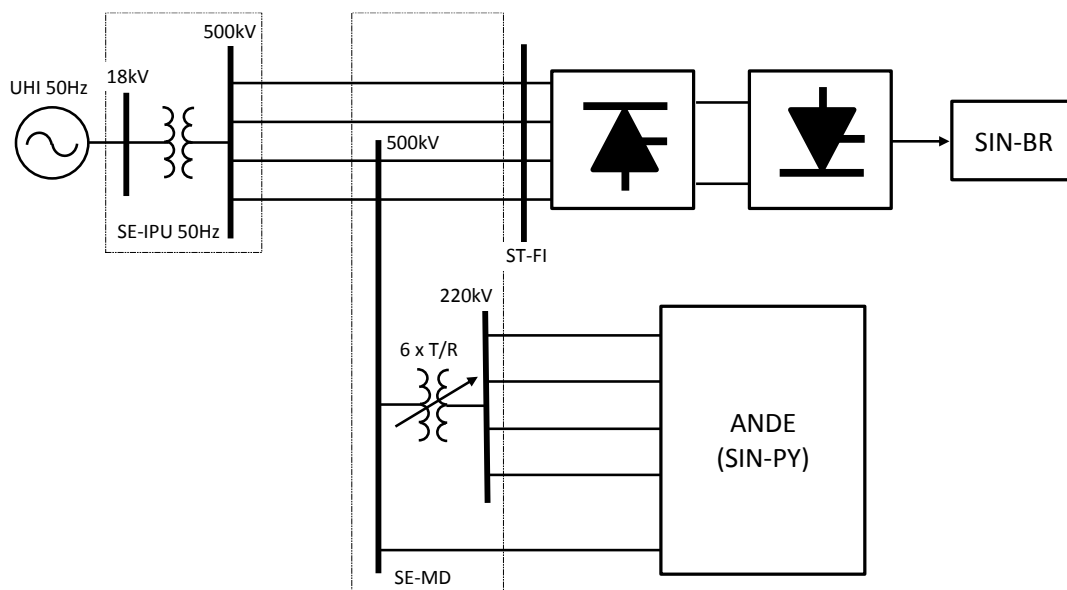 500kV
18kV
UHI 50Hz
500kV
SIN-BR
SE-IPU 50Hz
ST-FI
220kV
6 x T/R
ANDE
(SIN-PY)
SE-MD